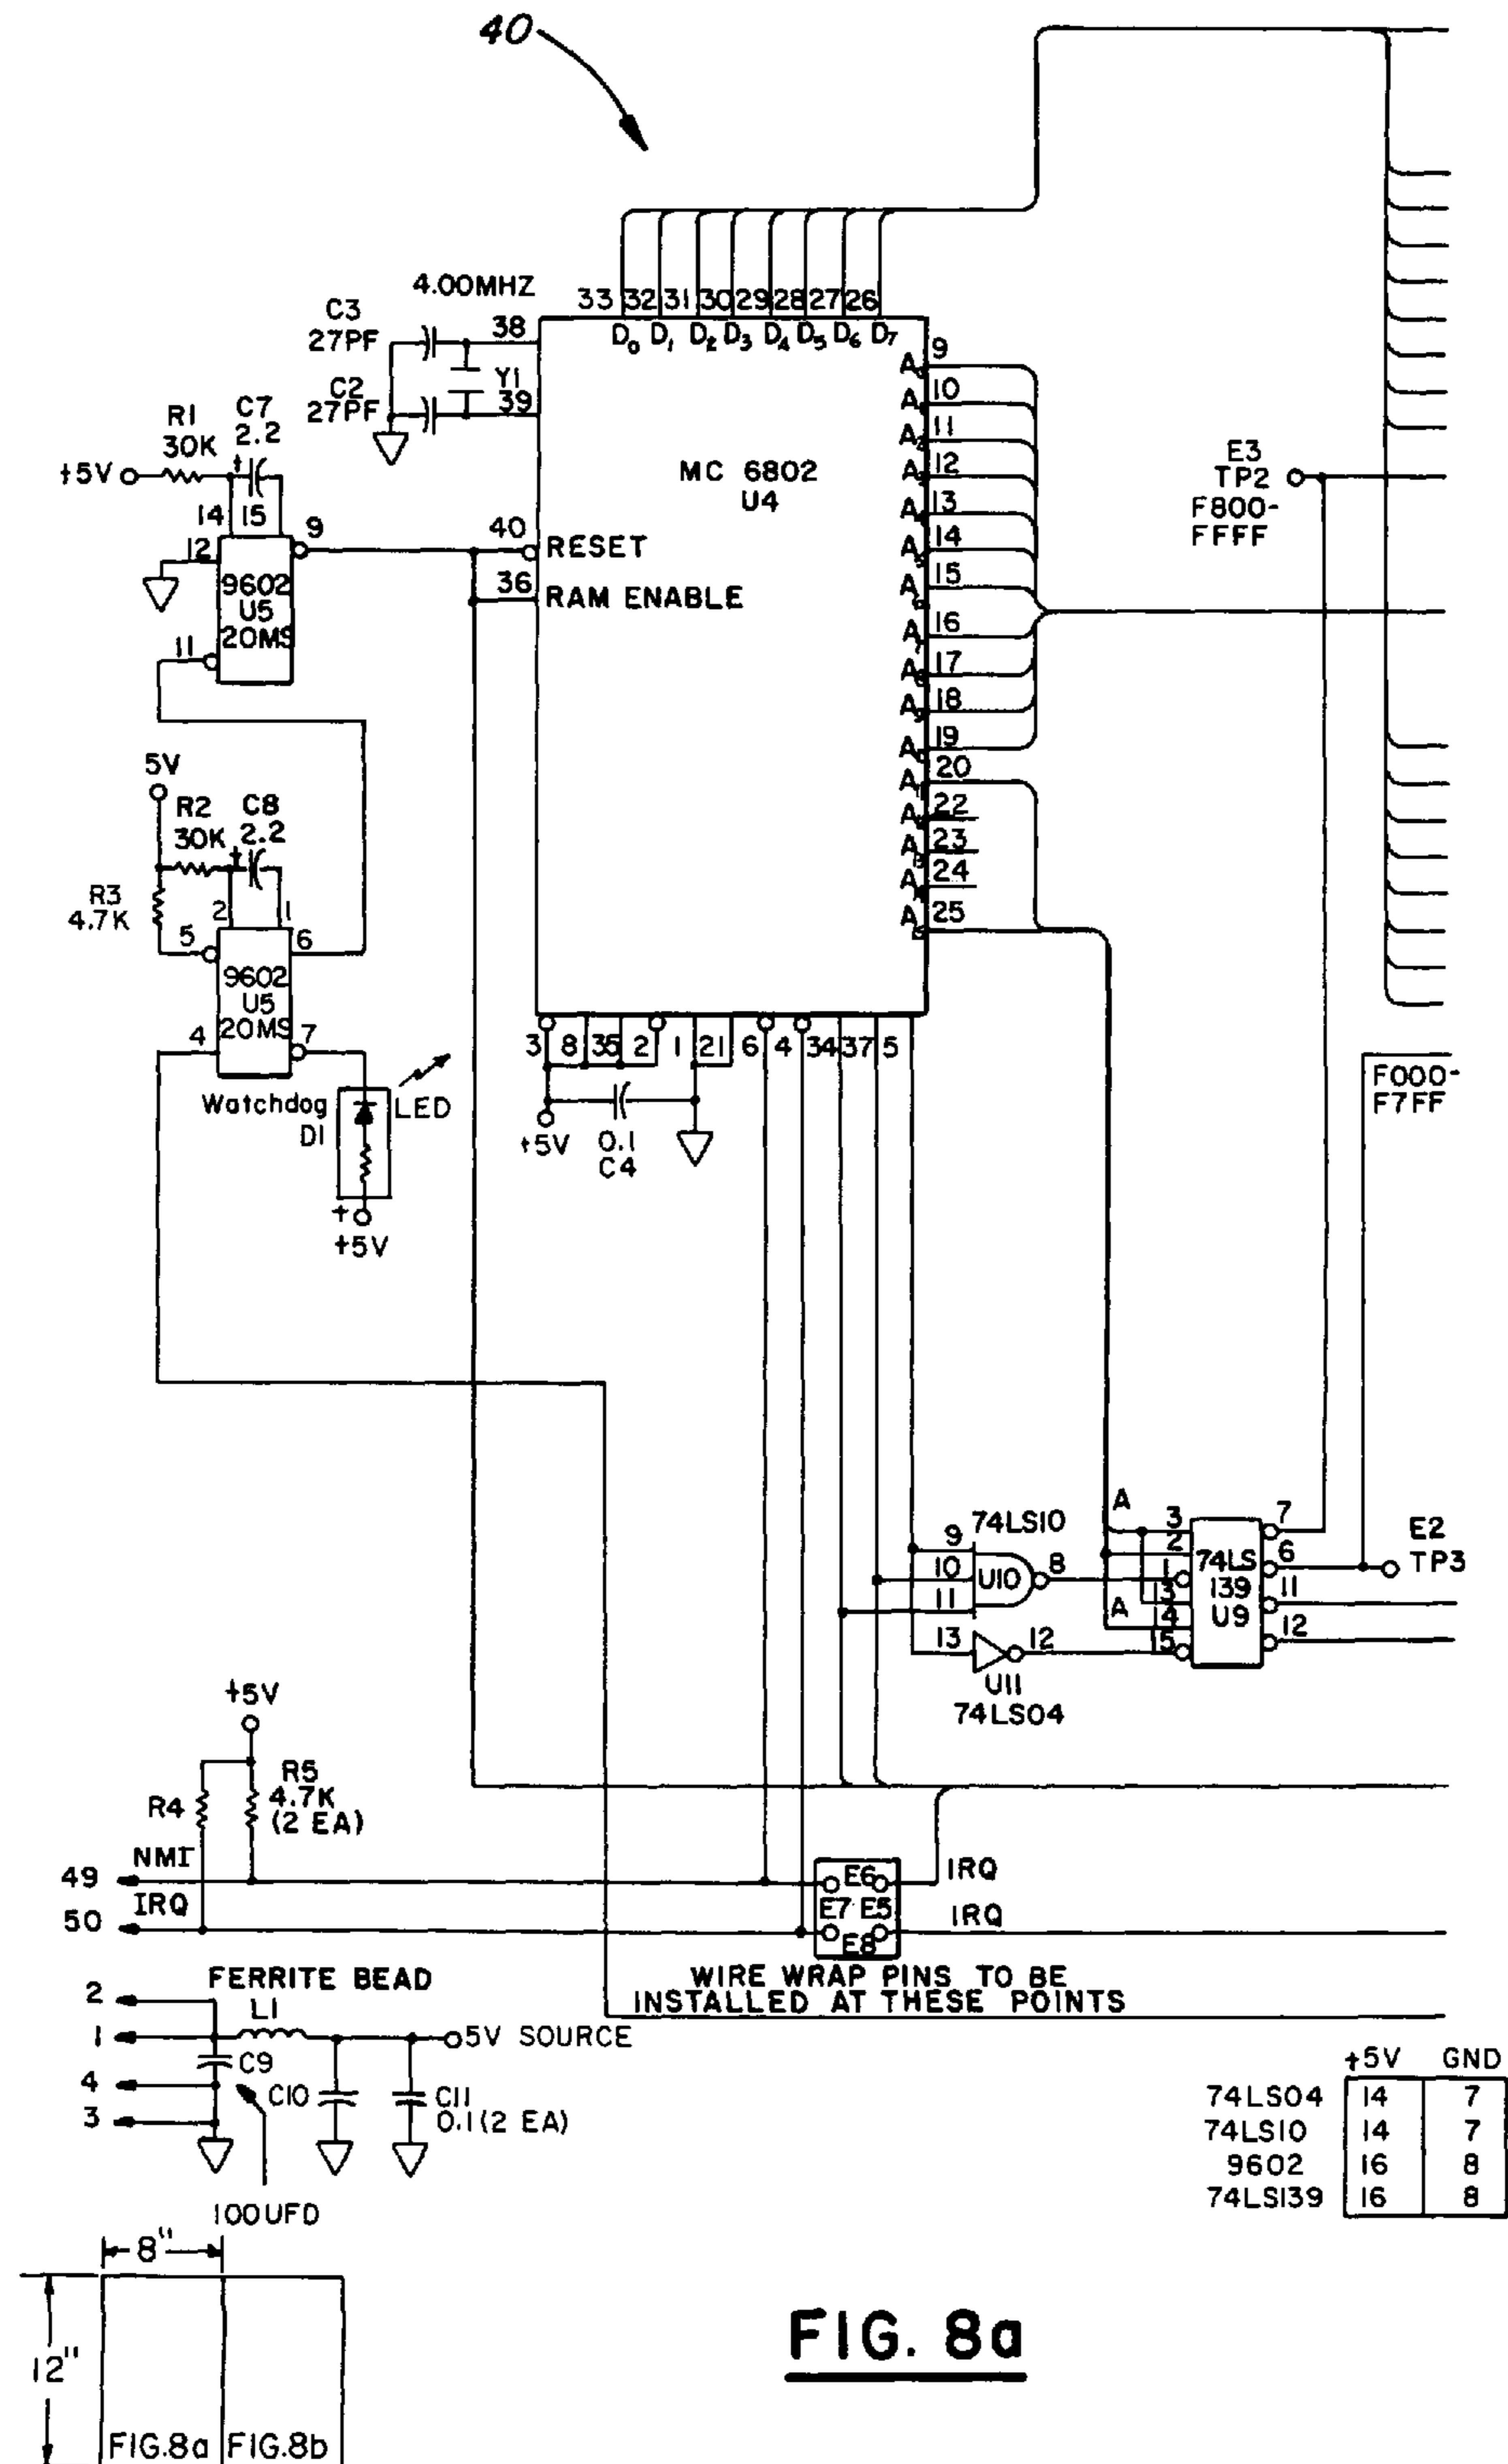 40
4.00MHZ
C3
27PF
C2
27PF
Y1
38
39
33 32 31 30 29 28 27 26
D0 D1 D2 D3 D4 D5 D6 D7
MC 6802
U4
40 RESET
36 RAM ENABLE
A 9
A 10
A 11
A 12
A 13
A 14
A 15
A 16
A 17
A 18
A 19
A 20
A 22
A 23
A 24
A 25
R1
30K
C7
2.2
+
+5V
14 15
12
9
9602
U5
20MS
11
5V
R2
30K
C8
2.2
+
R3
4.7K
2 1
5 6
9602
U5
20MS
4 7
Watchdog
D1
LED
+
+5V
3 8 35 2 1 21 6 4 34 37 5
+5V
0.1
C4
E3
TP2
F800-
FFFF
F000-
F7FF
74LS10
9
10
11
U10
8
13 12
U11
74LS04
A
A
3
2
1
13
14
15
74LS
139
U9
7
6
11
12
E2
TP3
+5V
R4
R5
4.7K
(2 EA)
49 NMI
50 IRQ
E6
E7 E5
E8
IRQ
IRQ
WIRE WRAP PINS TO BE
INSTALLED AT THESE POINTS
FERRITE BEAD
L1
2
1
4
3
5V SOURCE
C9
C10
C11
0.1 (2 EA)
100UFD
+5V GND
74LS04 14 7
74LS10 14 7
9602 16 8
74LS139 16 8
8"
12"
FIG.8a FIG.8b
FIG. 8a